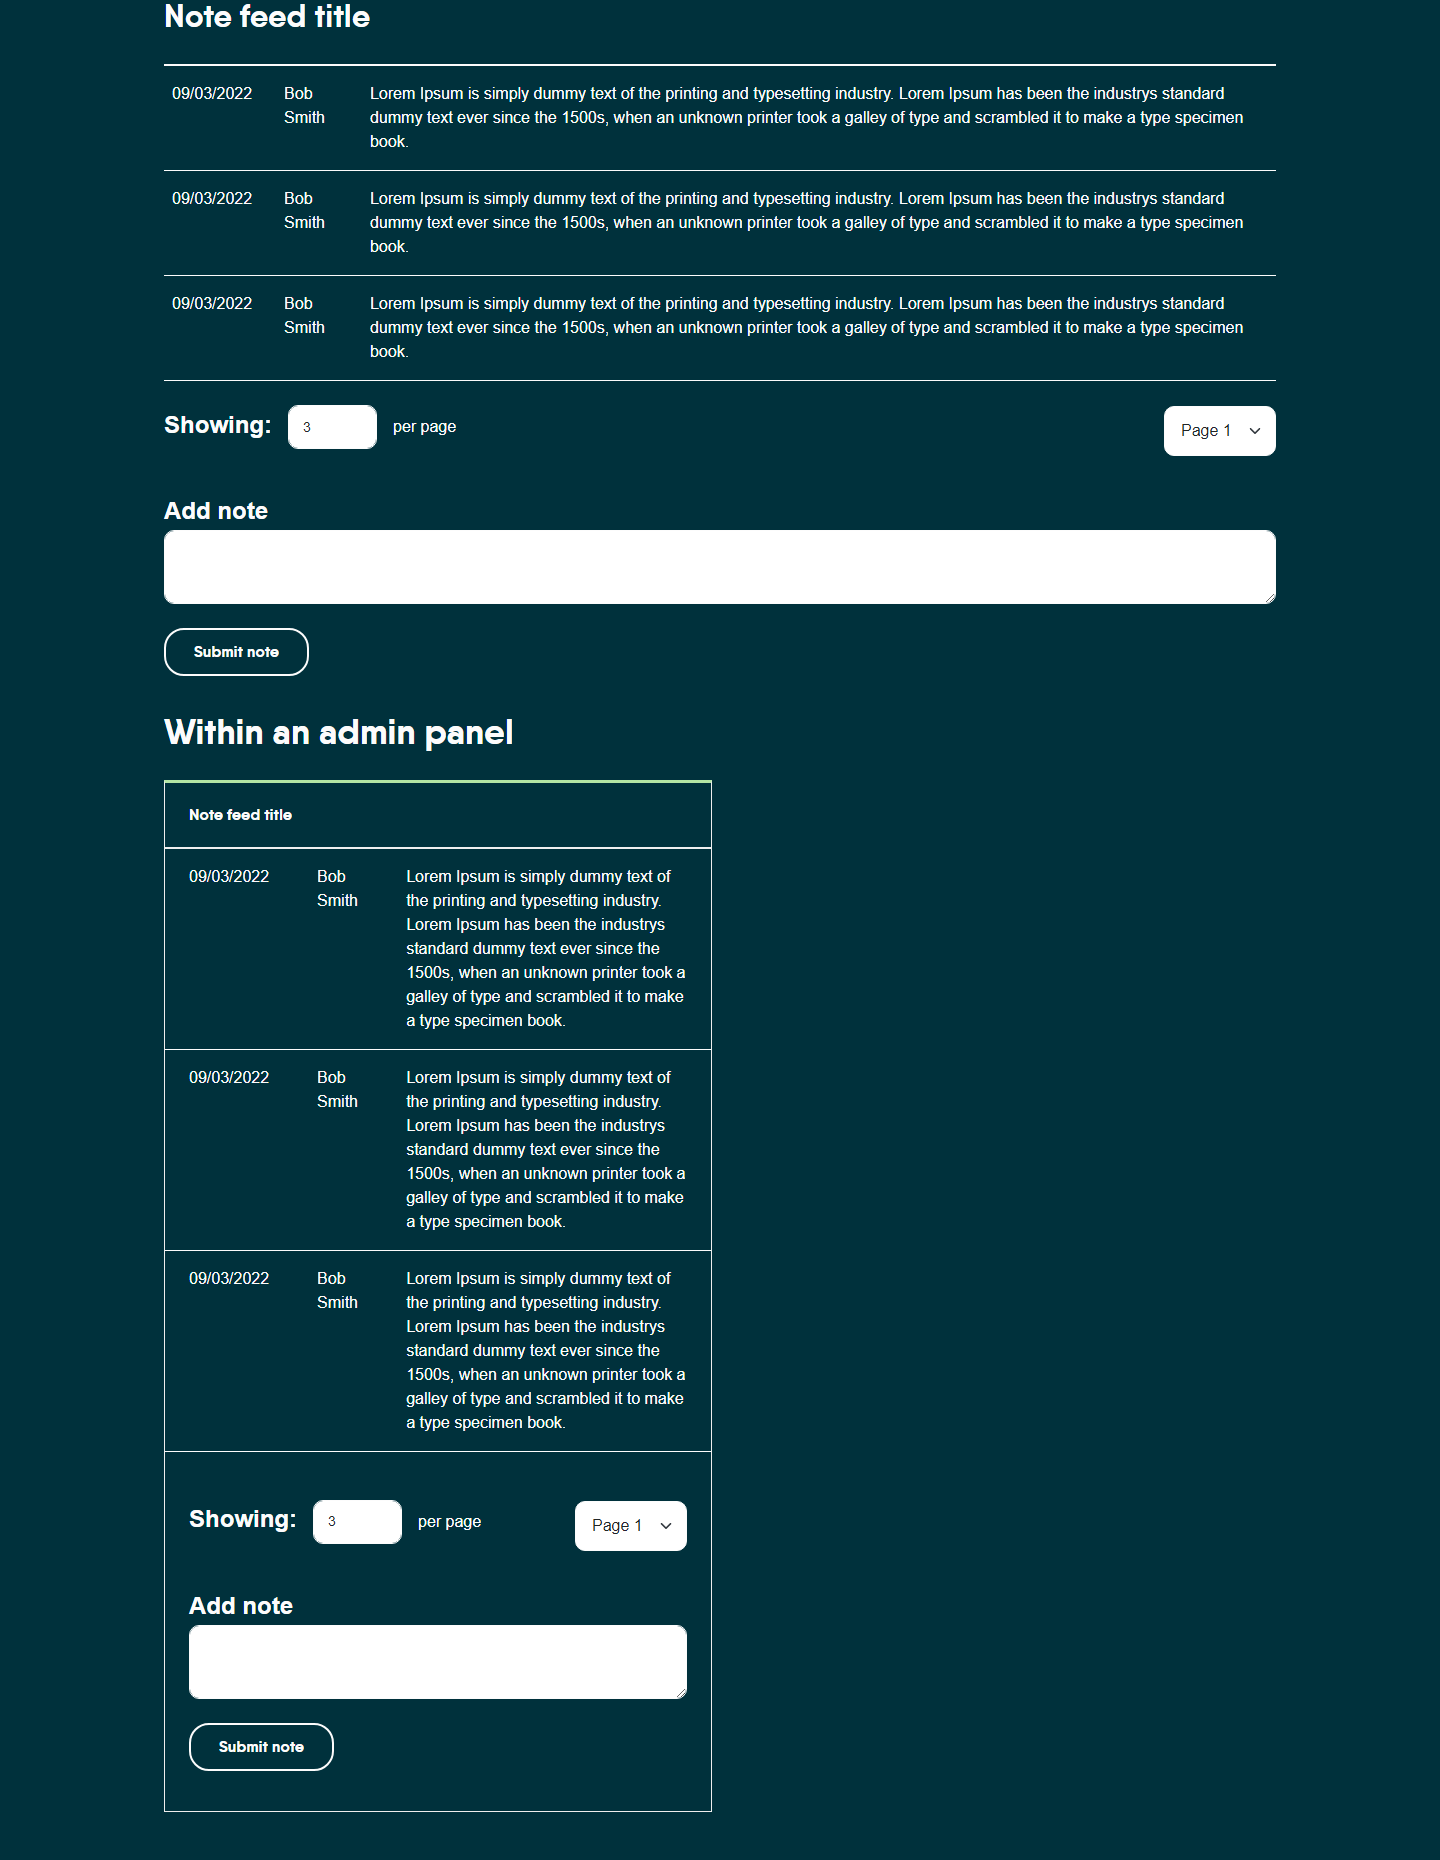 Note feed title
09/03/2022 Bob Lorem Ipsum is simply dummy text of the printing and typesetting industry. Lorem Ipsum has been the industrys standard
Smith dummy text ever since the 1500s, when an unknown printer took a galley of type and scrambled it to make a type specimen
book.
09/03/2022 Bob Lorem Ipsum is simply dummy text of the printing and typesetting industry. Lorem Ipsum has been the industrys standard
Smith dummy text ever since the 1500s, when an unknown printer took a galley of type and scrambled it to make a type specimen
book.
09/03/2022 Bob Lorem Ipsum is simply dummy text of the printing and typesetting industry. Lorem Ipsum has been the industrys standard
Smith dummy text ever since the 1500s, when an unknown printer took a galley of type and scrambled it to make a type specimen
book.
Showing: 3 per page Page 1
Add note
Submit note
Within an admin panel
Note feed title
09/03/2022 Bob Lorem Ipsum is simply dummy text of
Smith the printing and typesetting industry.
Lorem Ipsum has been the industrys
standard dummy text ever since the
1500s, when an unknown printer took a
galley of type and scrambled it to make
a type specimen book.
09/03/2022 Bob Lorem Ipsum is simply dummy text of
Smith the printing and typesetting industry.
Lorem Ipsum has been the industrys
standard dummy text ever since the
1500s, when an unknown printer took a
galley of type and scrambled it to make
a type specimen book.
09/03/2022 Bob Lorem Ipsum is simply dummy text of
Smith the printing and typesetting industry.
Lorem Ipsum has been the industrys
standard dummy text ever since the
1500s, when an unknown printer took a
galley of type and scrambled it to make
a type specimen book.
Showing: 3 per page Page 1
Add note
Submit note